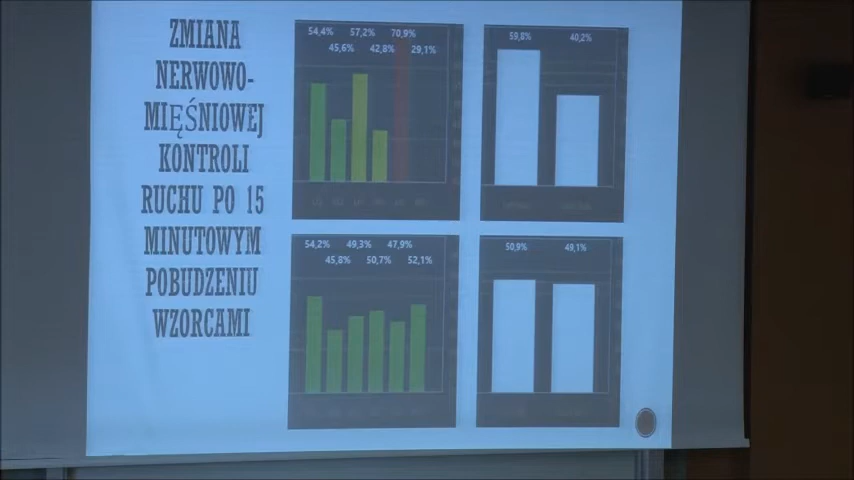 ZMIANA
NERWOWO-
MIĘŚNIOWEJ
KONTROLI
RUCHU PO 15
MINUTOWYM
POBUDZENIU
WZORCAMI
54,4% 57,2% 70,9%
45,6% 42,8% 29,1%
59,8% 40,2%
54,2% 49,3% 47,9%
45,8% 50,7% 52,1%
50,9% 49,1%